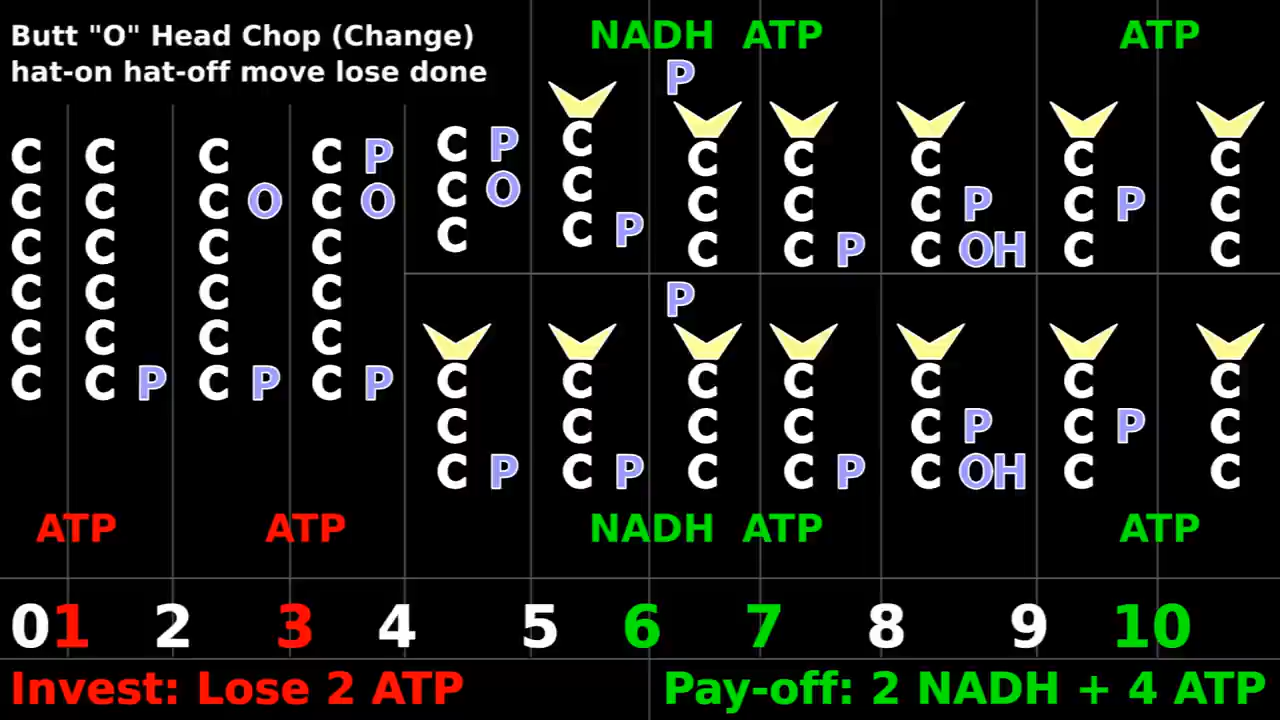 Butt "O" Head Chop (Change)
hat-on hat-off move lose done
NADH ATP ATP
P
C C C C P C P C C C C C C
C C C O C O C O C C C C P C P C
C C C C C C P C C P C OH C C
C C C C
C C C C
C P C P C P C P
P
C C C C C C C
C C C C C P C P C
C P C P C C P C OH C C
ATP ATP NADH ATP ATP
0 1 2 3 4 5 6 7 8 9 10
Invest: Lose 2 ATP Pay-off: 2 NADH + 4 ATP